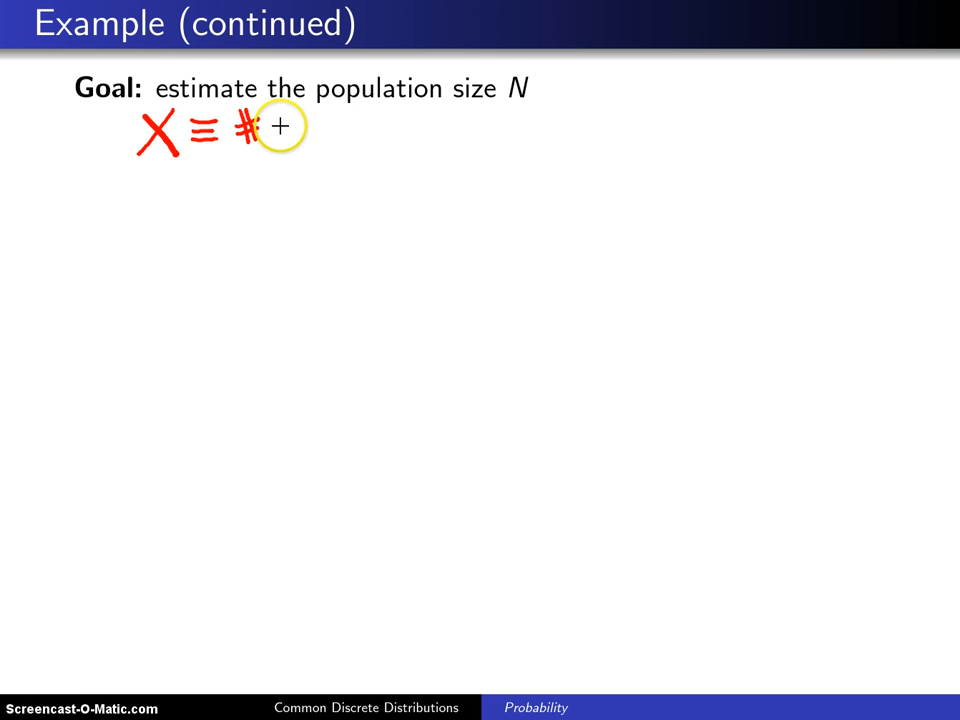 Example (continued)
Goal: estimate the population size N
X ≡ #
Screencast-O-Matic.com Common Discrete Distributions Probability